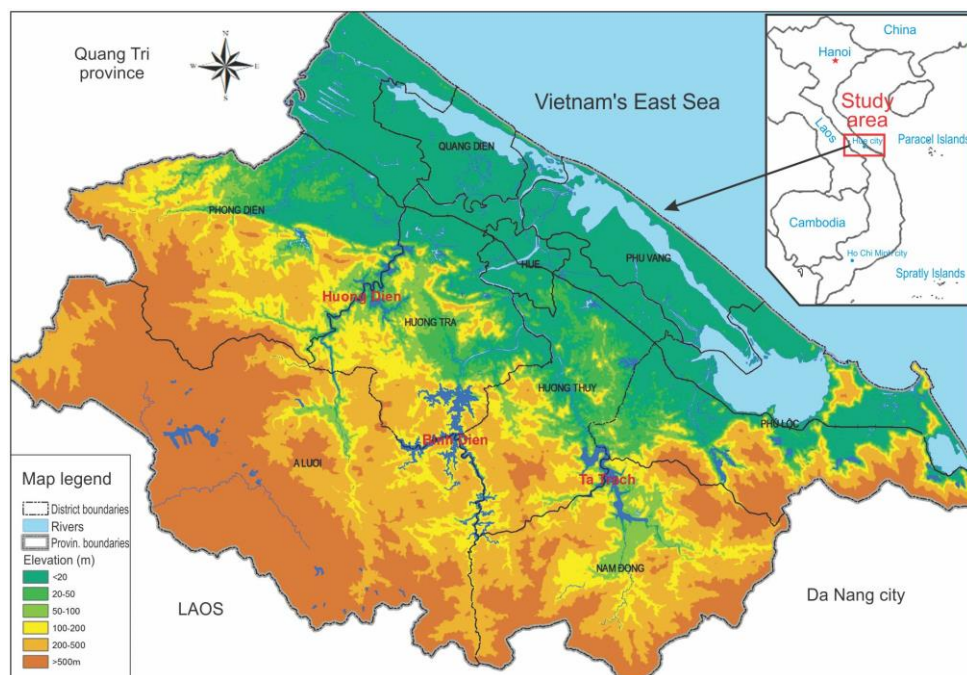 Quang Tri
province
N
W
E
S
Vietnam's East Sea
China
Hanoi
Study
area
Laos
Hue city
Paracel Islands
Cambodia
Ho Chi Minh city
Spratly Islands
QUANG DIEN
PHONG DIEN
HUE
PHU VANG
Huong Dien
HUONG TRA
HUONG THUY
PHÚ LỘC
A LUOI
Binh Dien
Ta Trach
NAM ĐONG
LAOS
Da Nang city
Map legend
District boundaries
Rivers
Provin. boundaries
Elevation (m)
<20
20-50
50-100
100-200
200-500
>500m